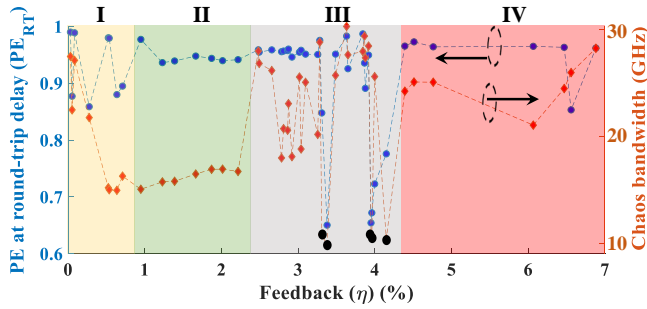 I II III IV
PE at round-trip delay (PE_RT)
1
0.9
0.8
0.7
0.6
30
20
10
Chaos bandwidth (GHz)
0 1 2 3 4 5 6 7
Feedback (η) (%)